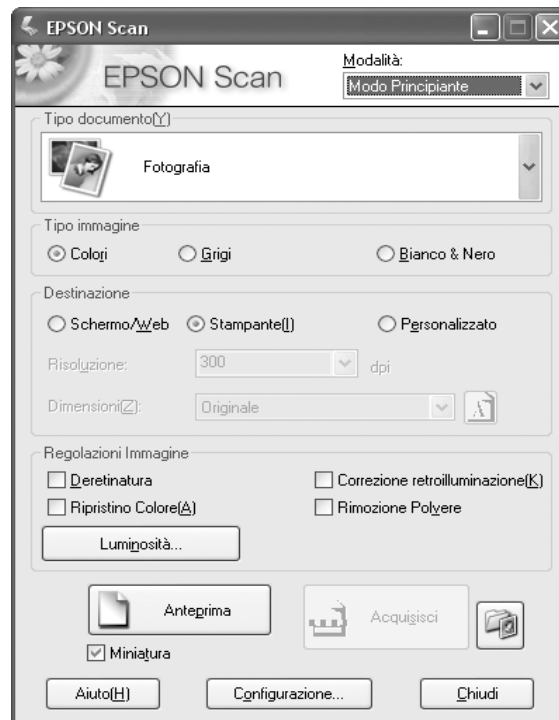 EPSON Scan
EPSON Scan
Modalità:
Modo Principiante
Tipo documento(Y)
Fotografia
Tipo immagine
Colori
Grigi
Bianco & Nero
Destinazione
Schermo/Web
Stampante(I)
Personalizzato
Risoluzione:
300
dpi
Dimensioni(Z):
Originale
Regolazioni Immagine
Deretinatura
Correzione retroilluminazione(K)
Ripristino Colore(A)
Rimozione Polvere
Luminosità...
Anteprima
Acquisisci
Miniatura
Aiuto(H)
Configurazione...
Chiudi